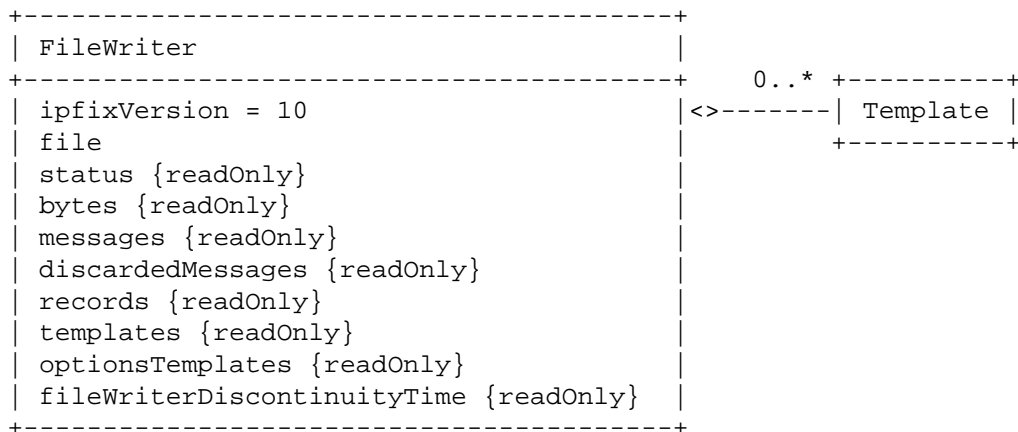 +-----------------------------------------+
| FileWriter                              |
+-----------------------------------------+    0..* +----------+
| ipfixVersion = 10                       |<>-------| Template |
| file                                    |         +----------+
| status {readOnly}                       |
| bytes {readOnly}                        |
| messages {readOnly}                     |
| discardedMessages {readOnly}            |
| records {readOnly}                      |
| templates {readOnly}                    |
| optionsTemplates {readOnly}             |
| fileWriterDiscontinuityTime {readOnly}  |
+-----------------------------------------+